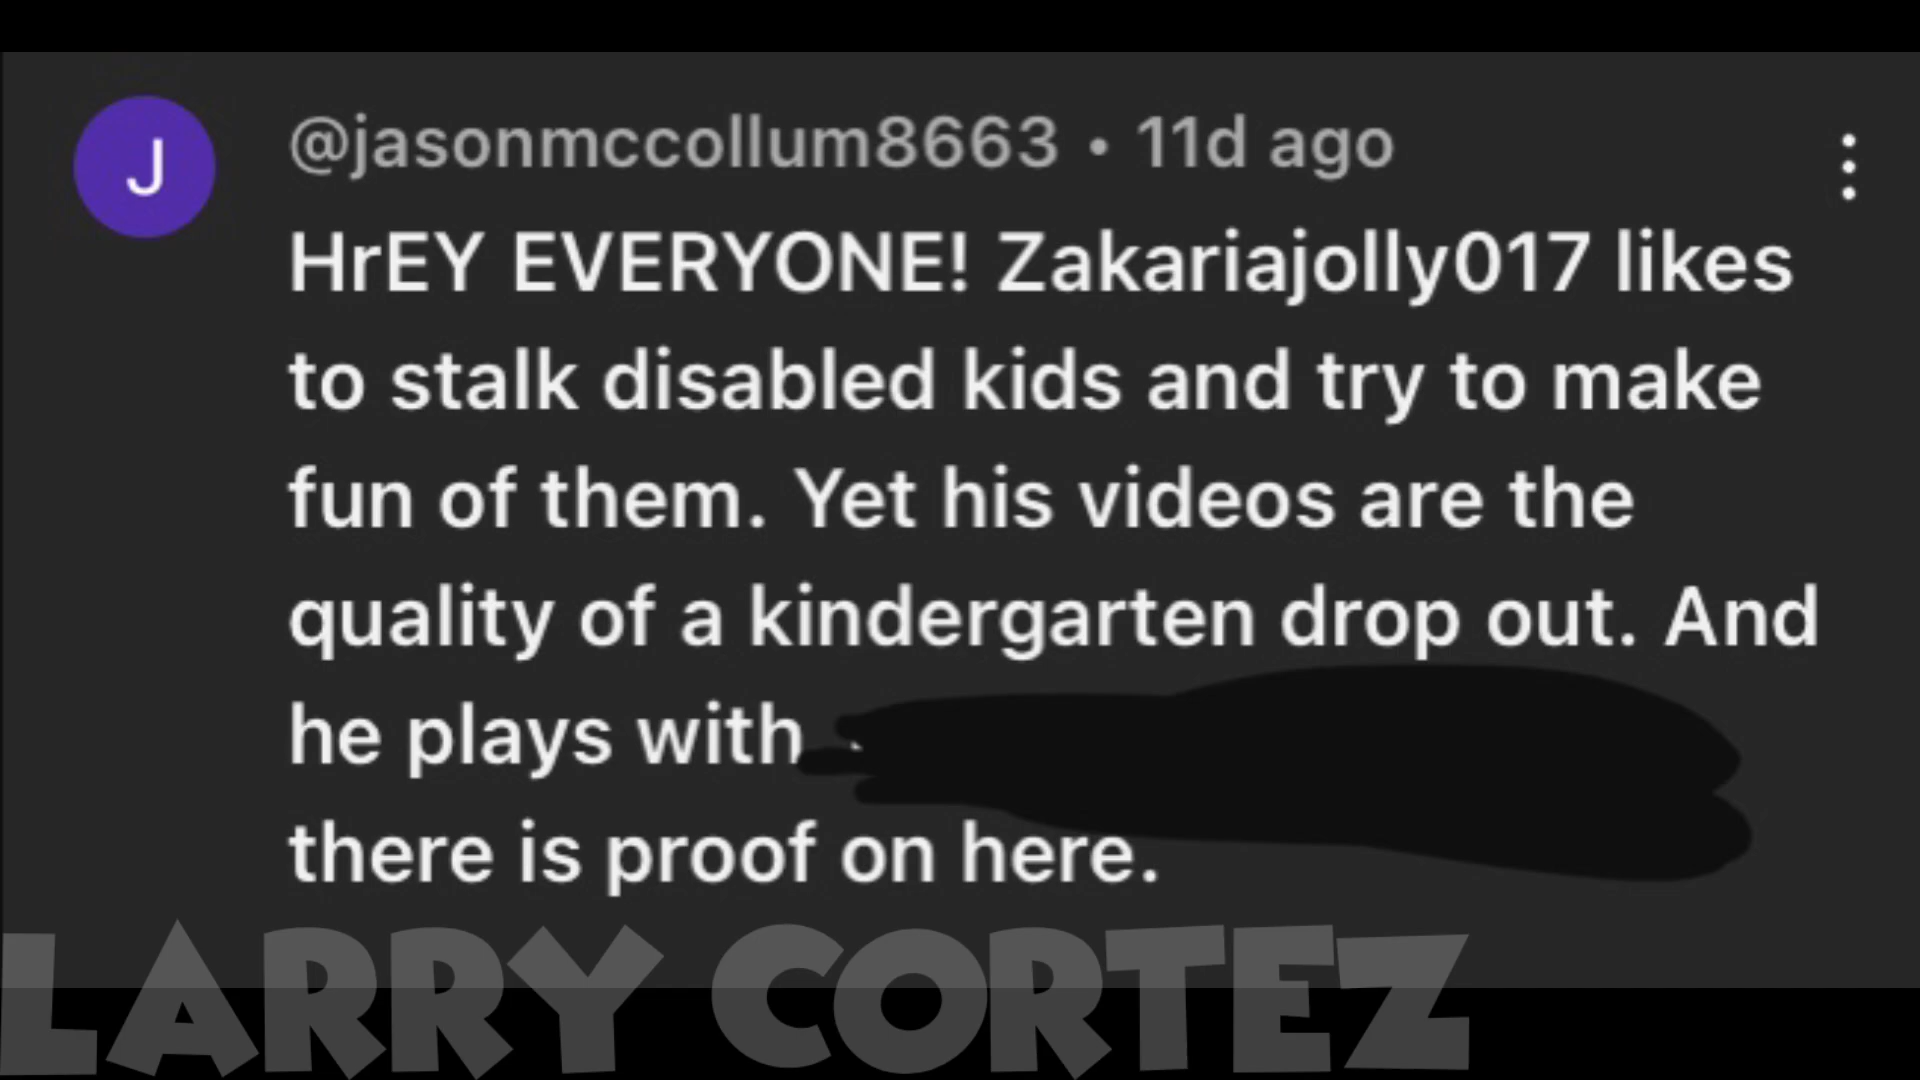 J
@jasonmccollum8663 • 11d ago
HrEY EVERYONE! Zakariajolly017 likes
to stalk disabled kids and try to make
fun of them. Yet his videos are the
quality of a kindergarten drop out. And
he plays with
there is proof on here.
LARRY CORTEZ